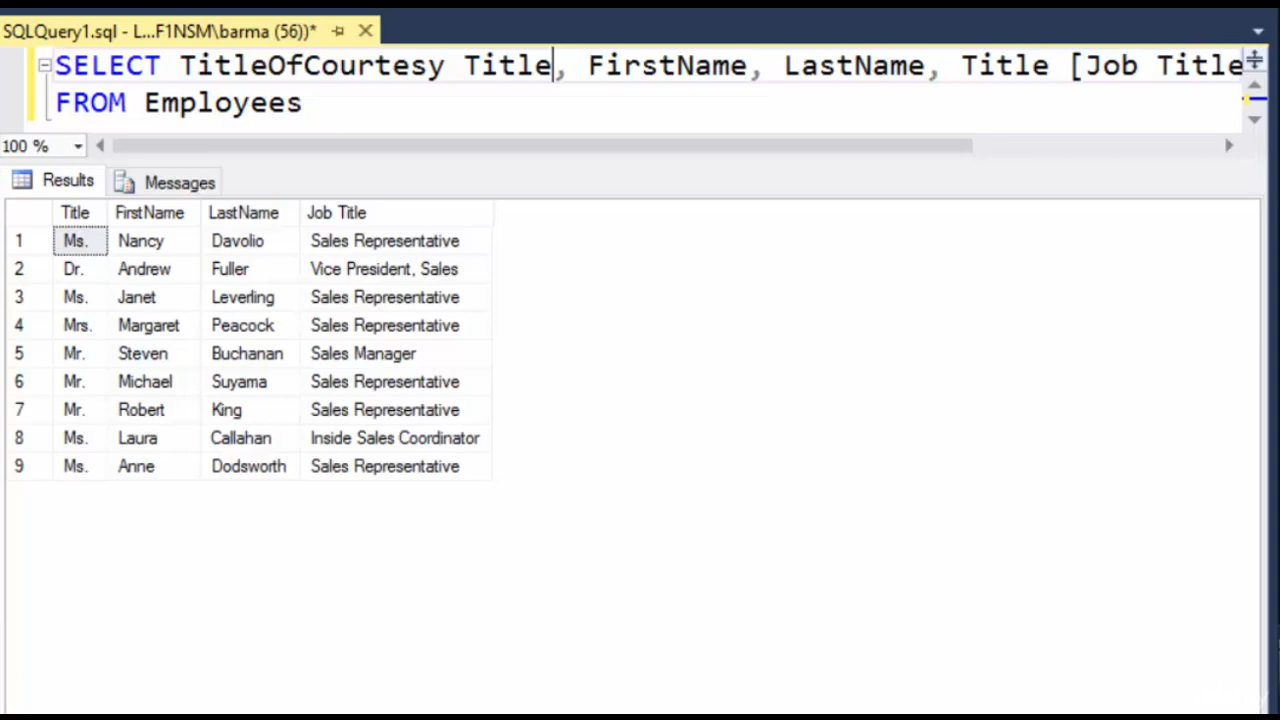 SQLQuery1.sql - L...F1NSM\barma (56))*
SELECT TitleOfCourtesy Title, FirstName, LastName, Title [Job Title
FROM Employees
100 %
Results Messages
Title FirstName LastName Job Title
1 Ms. Nancy Davolio Sales Representative
2 Dr. Andrew Fuller Vice President, Sales
3 Ms. Janet Leverling Sales Representative
4 Mrs. Margaret Peacock Sales Representative
5 Mr. Steven Buchanan Sales Manager
6 Mr. Michael Suyama Sales Representative
7 Mr. Robert King Sales Representative
8 Ms. Laura Callahan Inside Sales Coordinator
9 Ms. Anne Dodsworth Sales Representative